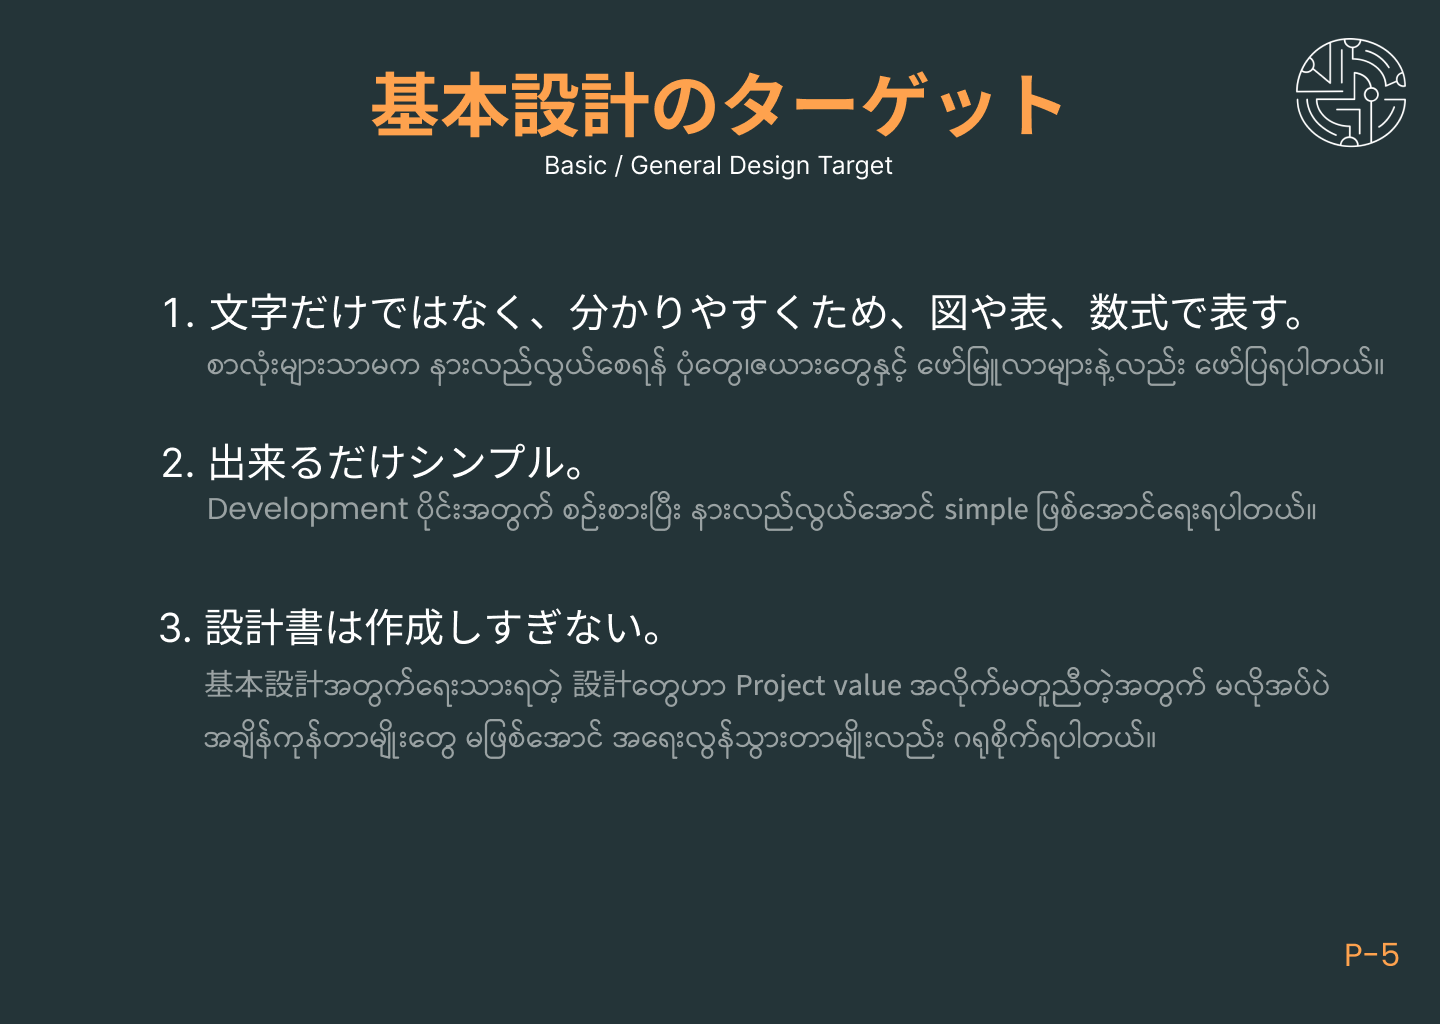 基本設計のターゲット
Basic / General Design Target
1. 文字だけではなく、分かりやすくため、図や表、数式で表す。
စာလုံးများသာမက နားလည်လွယ်စေရန် ပုံတွေ၊ဇယားတွေနှင့် ဖော်မြူလာများနဲ့လည်း ဖော်ပြရပါတယ်။
2. 出来るだけシンプル。
Development ပိုင်းအတွက် စဉ်းစားပြီး နားလည်လွယ်အောင် simple ဖြစ်အောင်ရေးရပါတယ်။
3. 設計書は作成しすぎない。
基本設計အတွက်ရေးသားရတဲ့ 設計တွေဟာ Project value အလိုက်မတူညီတဲ့အတွက် မလိုအပ်ပဲ
အချိန်ကုန်တာမျိုးတွေ မဖြစ်အောင် အရေးလွန်သွားတာမျိုးလည်း ဂရုစိုက်ရပါတယ်။
P-5